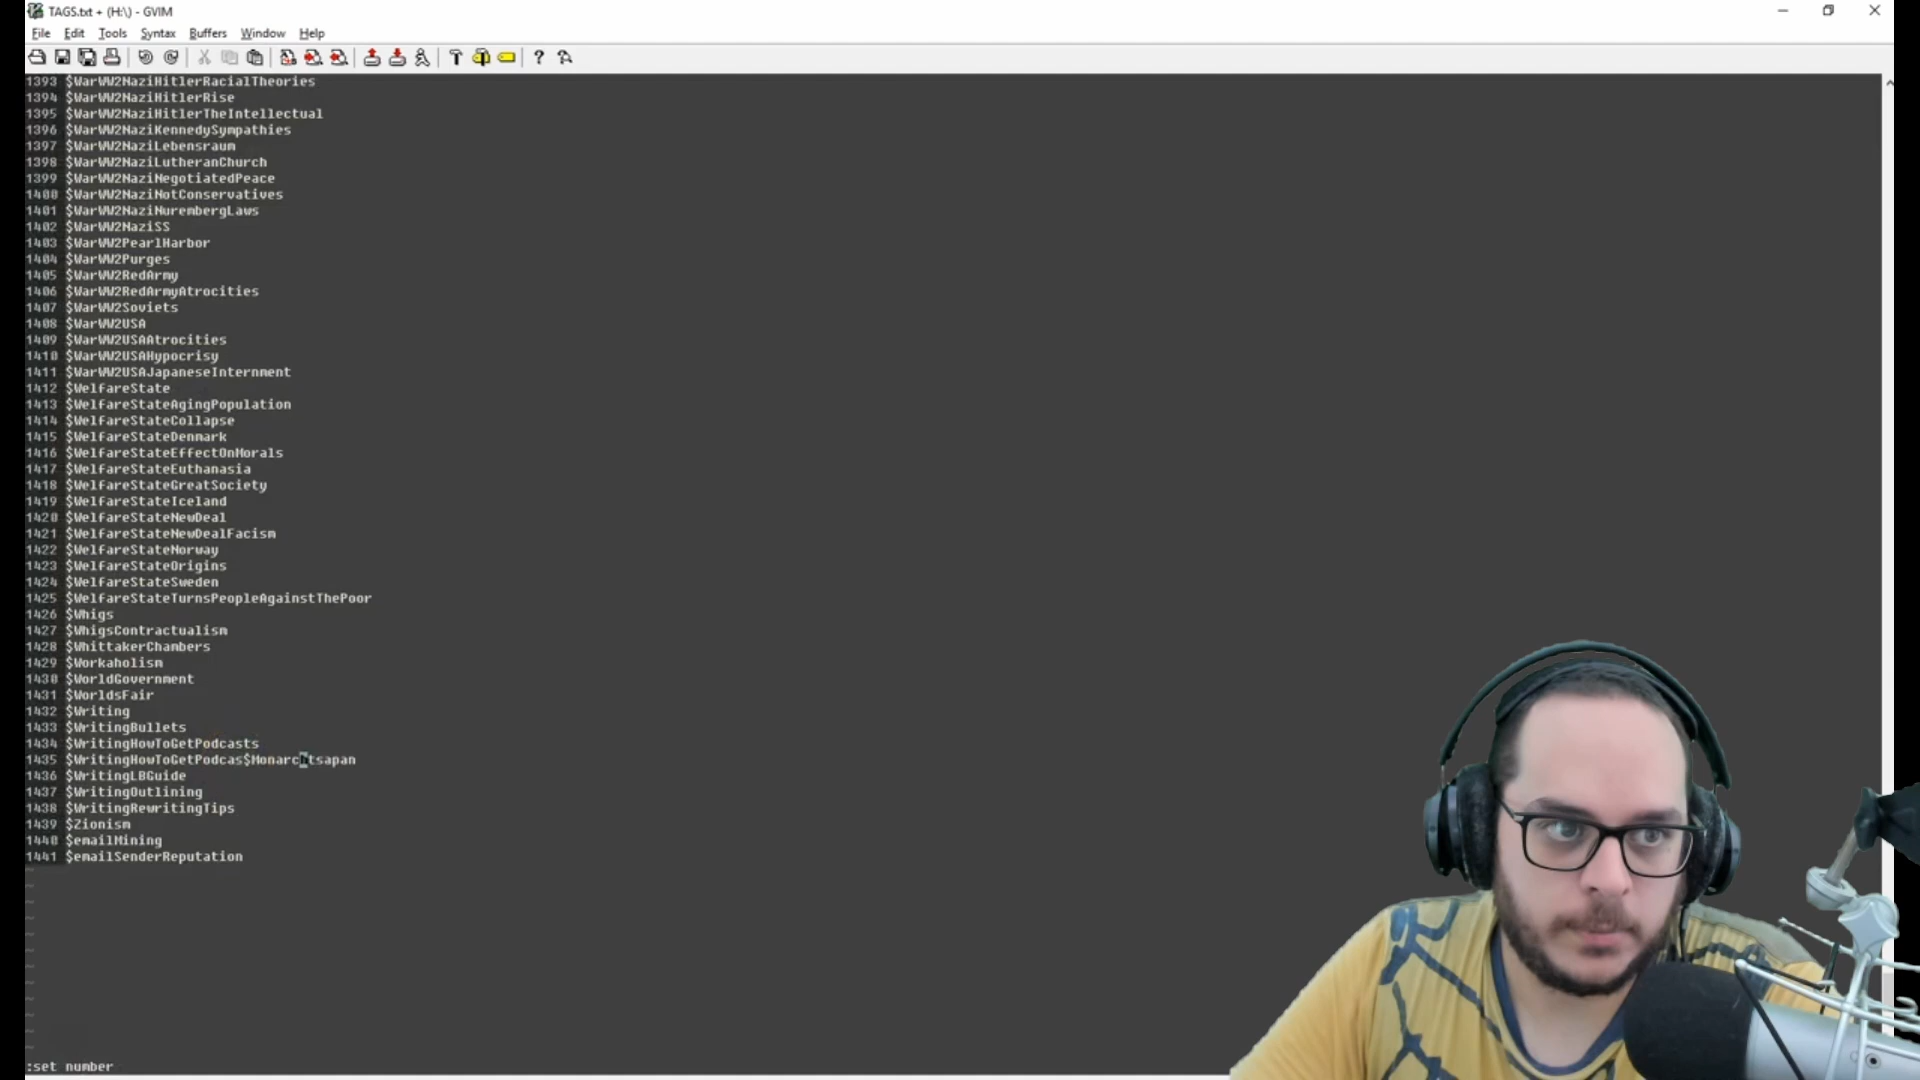 TAGS.txt + (H:\) - GVIM
File Edit Tools Syntax Buffers Window Help
1393 $WarWW2NaziHitlerRacialTheories
1394 $WarWW2NaziHitlerRise
1395 $WarWW2NaziHitlerTheIntellectual
1396 $WarWW2NaziKennedySympathies
1397 $WarWW2NaziLebensraum
1398 $WarWW2NaziLutheranChurch
1399 $WarWW2NaziNegotiatedPeace
1400 $WarWW2NaziNotConservatives
1401 $WarWW2NaziNurembergLaws
1402 $WarWW2NaziSS
1403 $WarWW2PearlHarbor
1404 $WarWW2Purges
1405 $WarWW2RedArmy
1406 $WarWW2RedArmyAtrocities
1407 $WarWW2Soviets
1408 $WarWW2USA
1409 $WarWW2USAAtrocities
1410 $WarWW2USAHypocrisy
1411 $WarWW2USAJapaneseInternment
1412 $WelfareState
1413 $WelfareStateAgingPopulation
1414 $WelfareStateCollapse
1415 $WelfareStateDenmark
1416 $WelfareStateEffectOnMorals
1417 $WelfareStateEuthanasia
1418 $WelfareStateGreatSociety
1419 $WelfareStateIceland
1420 $WelfareStateNewDeal
1421 $WelfareStateNewDealFacism
1422 $WelfareStateNorway
1423 $WelfareStateOrigins
1424 $WelfareStateSweden
1425 $WelfareStateTurnsPeopleAgainstThePoor
1426 $Whigs
1427 $WhigsContractualism
1428 $WhittakerChambers
1429 $Workaholism
1430 $WorldGovernment
1431 $WorldsFair
1432 $Writing
1433 $WritingBullets
1434 $WritingHowToGetPodcasts
1435 $WritingHowToGetPodcas$Monarchtsapan
1436 $WritingLBGuide
1437 $WritingOutlining
1438 $WritingRewritingTips
1439 $Zionism
1440 $emailMining
1441 $emailSenderReputation
:set number